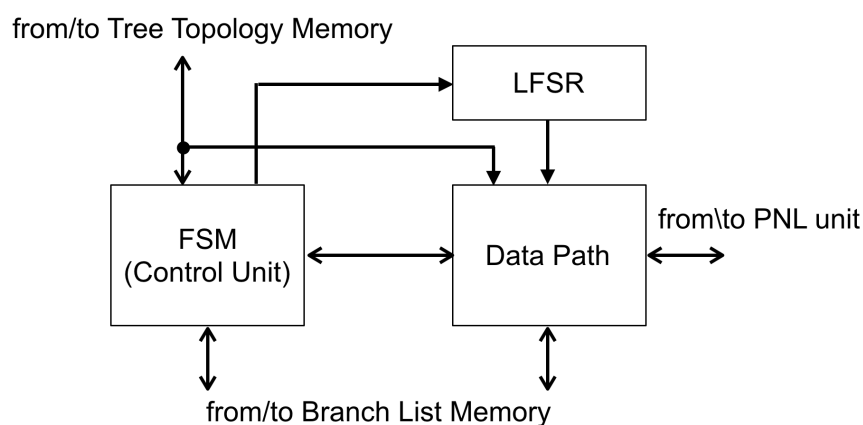 from/to Tree Topology Memory
LFSR
FSM
(Control Unit)
Data Path
from\to PNL unit
from/to Branch List Memory